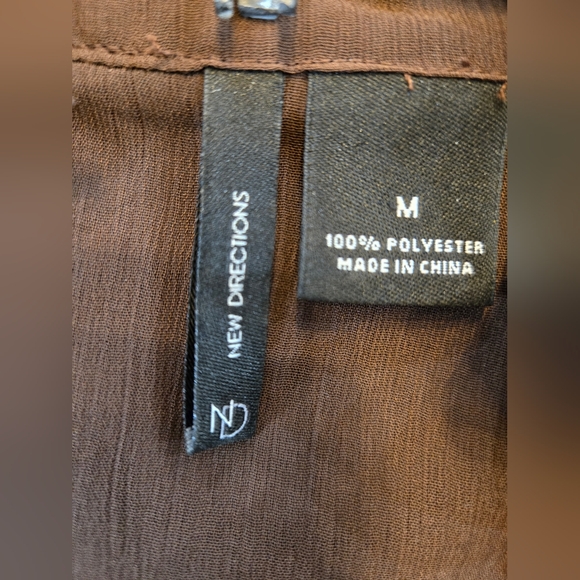 NEW DIRECTIONS
ND
M
100% POLYESTER
MADE IN CHINA